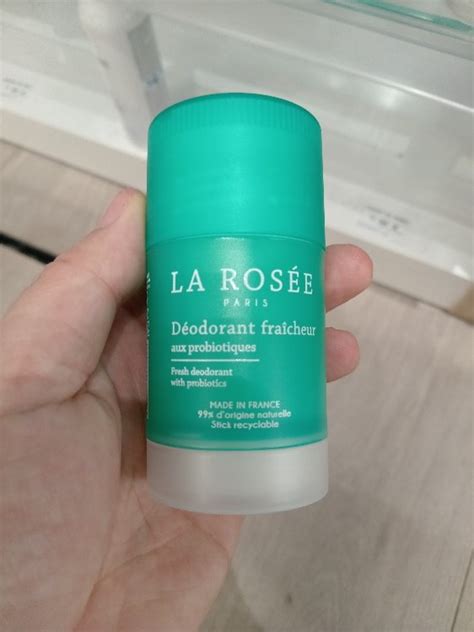 LA ROSÉE
PARIS
Déodorant fraîcheur
aux probiotiques
Fresh deodorant
with probiotics
MADE IN FRANCE
99% d'origine naturelle
Stick recyclable